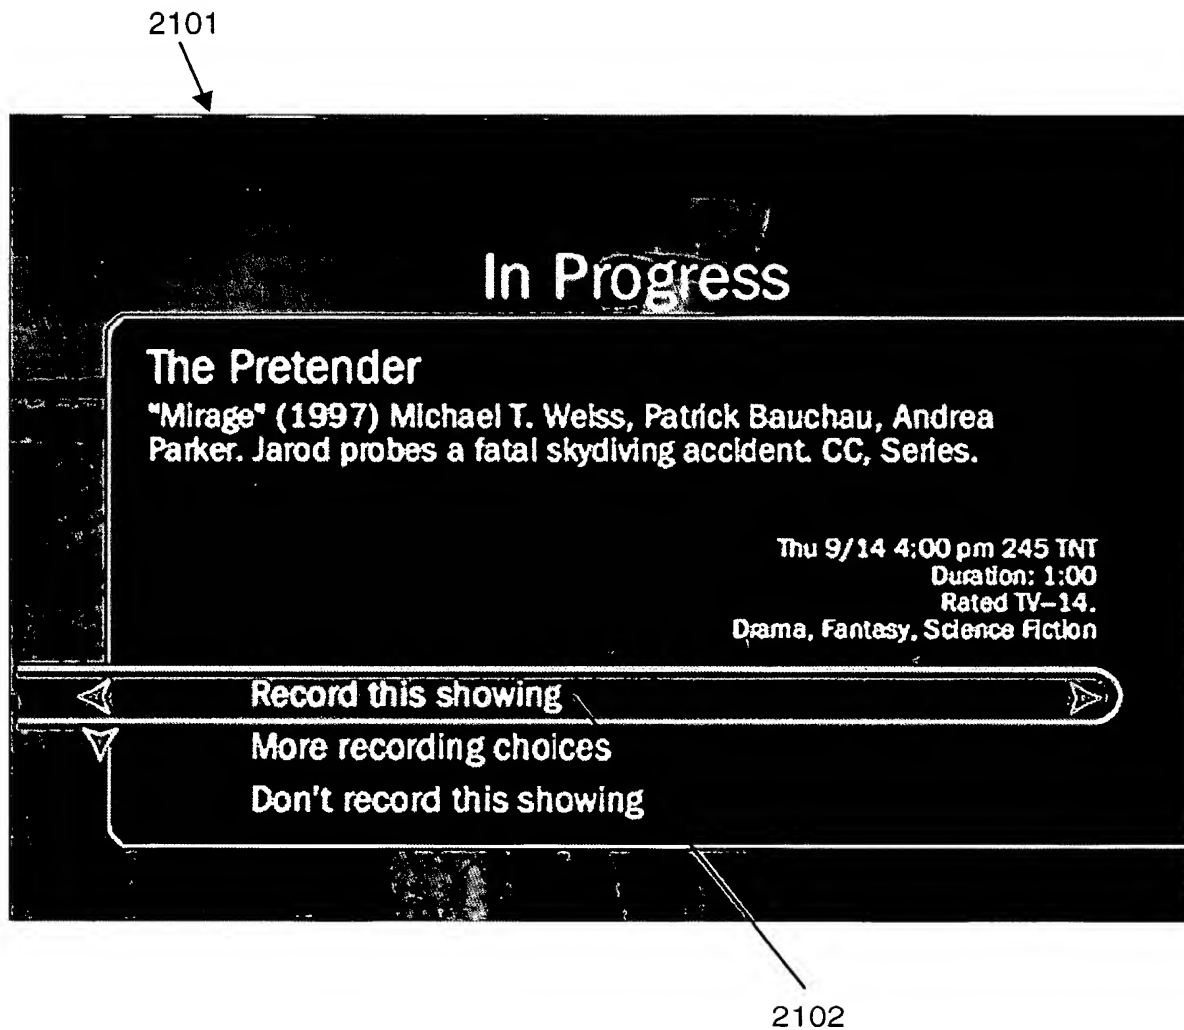 2101
In Progress
The Pretender
"Mirage" (1997) Michael T. Weiss, Patrick Bauchau, Andrea
Parker. Jarod probes a fatal skydiving accident. CC, Series.
Thu 9/14 4:00 pm 245 TNT
Duration: 1:00
Rated TV-14.
Drama, Fantasy, Science Fiction
Record this showing
More recording choices
Don't record this showing
2102